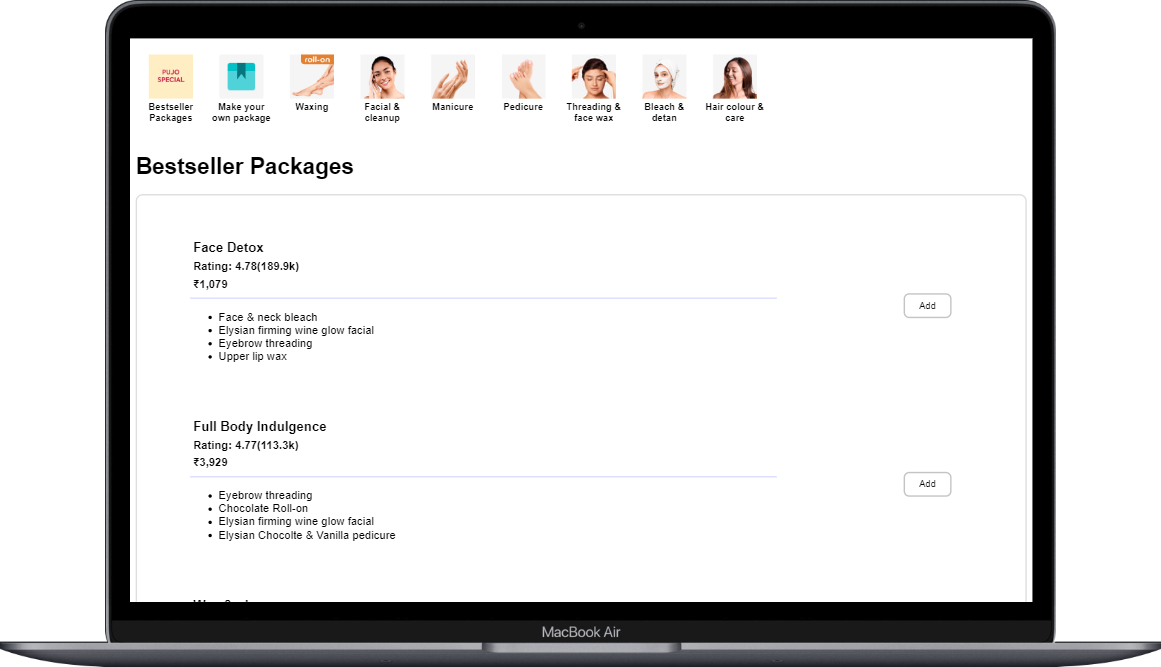 PUJO
SPECIAL
roll-on
Bestseller
Packages
Make your
own package
Waxing
Facial &
cleanup
Manicure
Pedicure
Threading &
face wax
Bleach &
detan
Hair colour &
care
Bestseller Packages
Face Detox
Rating: 4.78(189.9k)
₹1,079
Add
Face & neck bleach
Elysian firming wine glow facial
Eyebrow threading
Upper lip wax
Full Body Indulgence
Rating: 4.77(113.3k)
₹3,929
Add
Eyebrow threading
Chocolate Roll-on
Elysian firming wine glow facial
Elysian Chocolte & Vanilla pedicure
MacBook Air